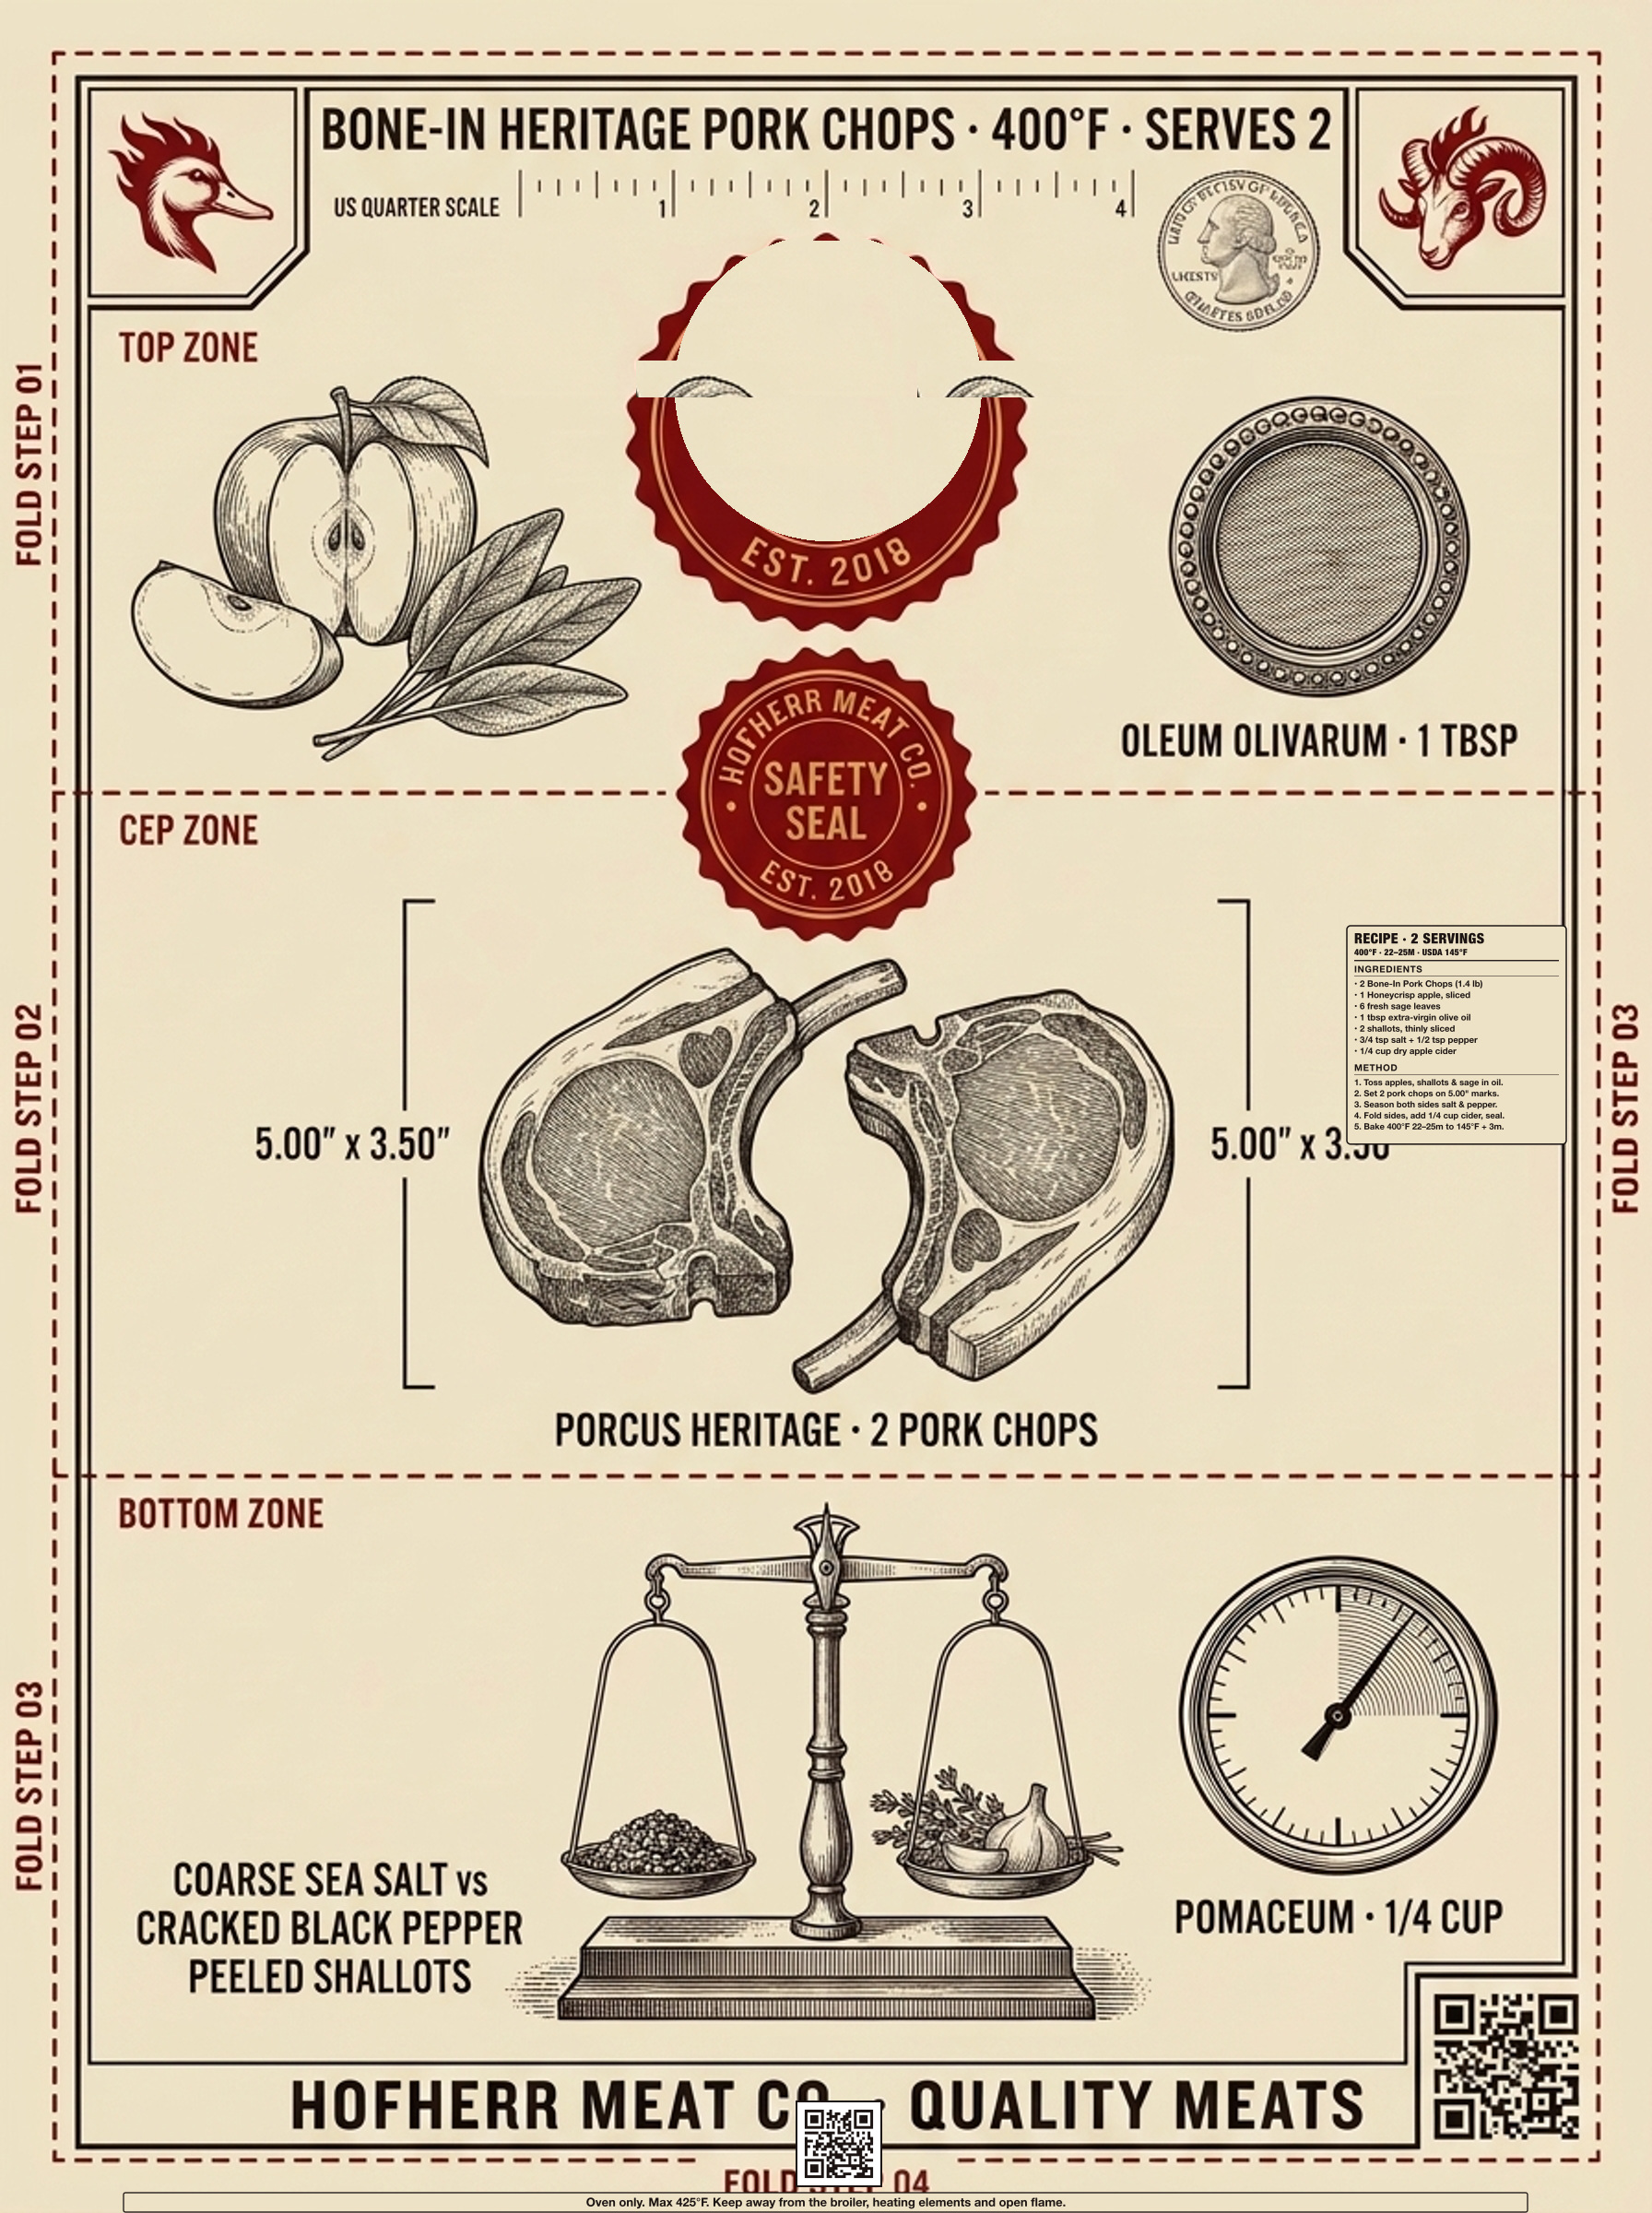 BONE-IN HERITAGE PORK CHOPS · 400°F · SERVES 2
US QUARTER SCALE
1 2 3 4
TOP ZONE
FOLD STEP 01
EST. 2018
OLEUM OLIVARUM · 1 TBSP
HOFHERR MEAT CO.
SAFETY
SEAL
EST. 2018
CEP ZONE
FOLD STEP 02
5.00" x 3.50"
5.00" x
RECIPE · 2 SERVINGS
400°F · 22–25M · USDA 145°F
INGREDIENTS
· 2 Bone-In Pork Chops (1.4 lb)
· 1 Honeycrisp apple, sliced
· 6 fresh sage leaves
· 1 tbsp extra-virgin olive oil
· 2 shallots, thinly sliced
· 3/4 tsp salt + 1/2 tsp pepper
· 1/4 cup dry apple cider
METHOD
1. Toss apples, shallots & sage in oil.
2. Set 2 pork chops on 5.00" marks.
3. Season both sides salt & pepper.
4. Fold sides, add 1/4 cup cider, seal.
5. Bake 400°F 22–25m to 145°F + 3m.
FOLD STEP 03
PORCUS HERITAGE · 2 PORK CHOPS
BOTTOM ZONE
FOLD STEP 03
COARSE SEA SALT vs
CRACKED BLACK PEPPER
PEELED SHALLOTS
POMACEUM · 1/4 CUP
HOFHERR MEAT CO · QUALITY MEATS
FOLD 04
Oven only. Max 425°F. Keep away from the broiler, heating elements and open flame.